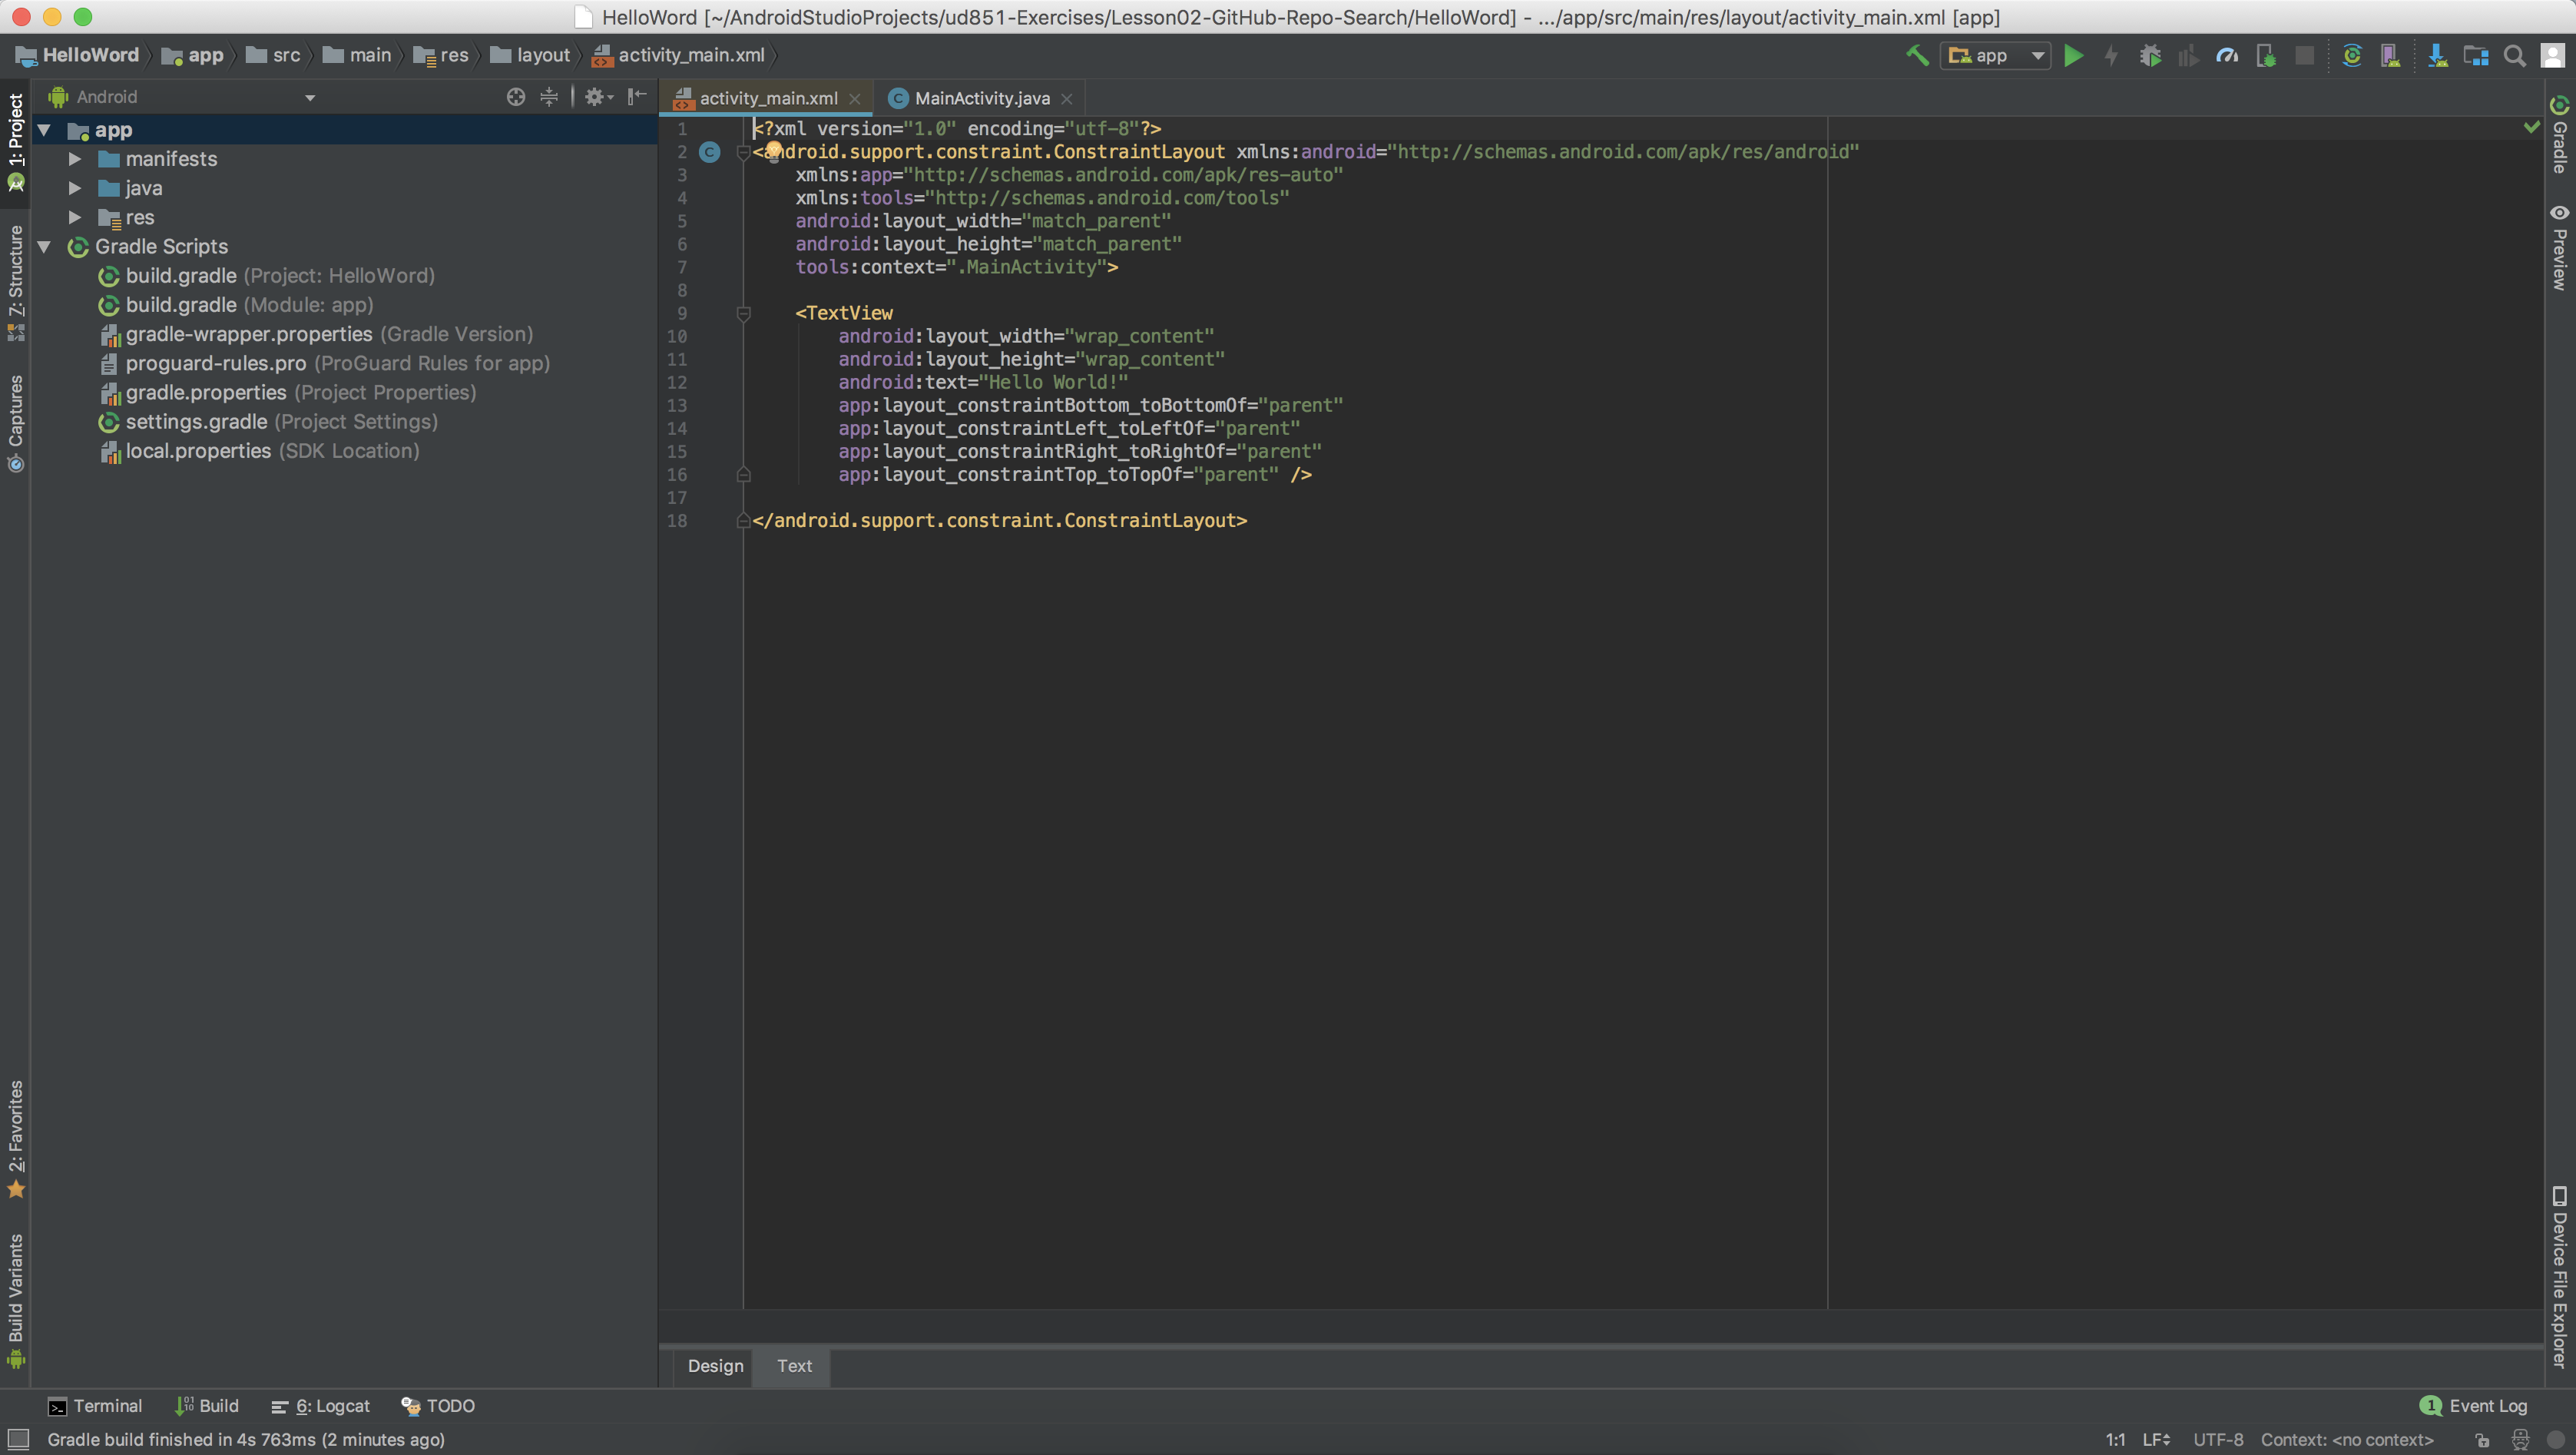 HelloWord [~/AndroidStudioProjects/ud851-Exercises/Lesson02-GitHub-Repo-Search/HelloWord] - .../app/src/main/res/layout/activity_main.xml [app]
HelloWord app src main res layout activity_main.xml
app
Android
activity_main.xml MainActivity.java
app
manifests
java
res
Gradle Scripts
build.gradle (Project: HelloWord)
build.gradle (Module: app)
gradle-wrapper.properties (Gradle Version)
proguard-rules.pro (ProGuard Rules for app)
gradle.properties (Project Properties)
settings.gradle (Project Settings)
local.properties (SDK Location)
1: Project
7: Structure
Captures
2: Favorites
Build Variants
1 <?xml version="1.0" encoding="utf-8"?>
2 <android.support.constraint.ConstraintLayout xmlns:android="http://schemas.android.com/apk/res/android"
3 xmlns:app="http://schemas.android.com/apk/res-auto"
4 xmlns:tools="http://schemas.android.com/tools"
5 android:layout_width="match_parent"
6 android:layout_height="match_parent"
7 tools:context=".MainActivity">
8
9 <TextView
10 android:layout_width="wrap_content"
11 android:layout_height="wrap_content"
12 android:text="Hello World!"
13 app:layout_constraintBottom_toBottomOf="parent"
14 app:layout_constraintLeft_toLeftOf="parent"
15 app:layout_constraintRight_toRightOf="parent"
16 app:layout_constraintTop_toTopOf="parent" />
17
18 </android.support.constraint.ConstraintLayout>
Gradle
Preview
Device File Explorer
Design Text
Terminal Build 6: Logcat TODO
1 Event Log
Gradle build finished in 4s 763ms (2 minutes ago)
1:1 LF UTF-8 Context: <no context>